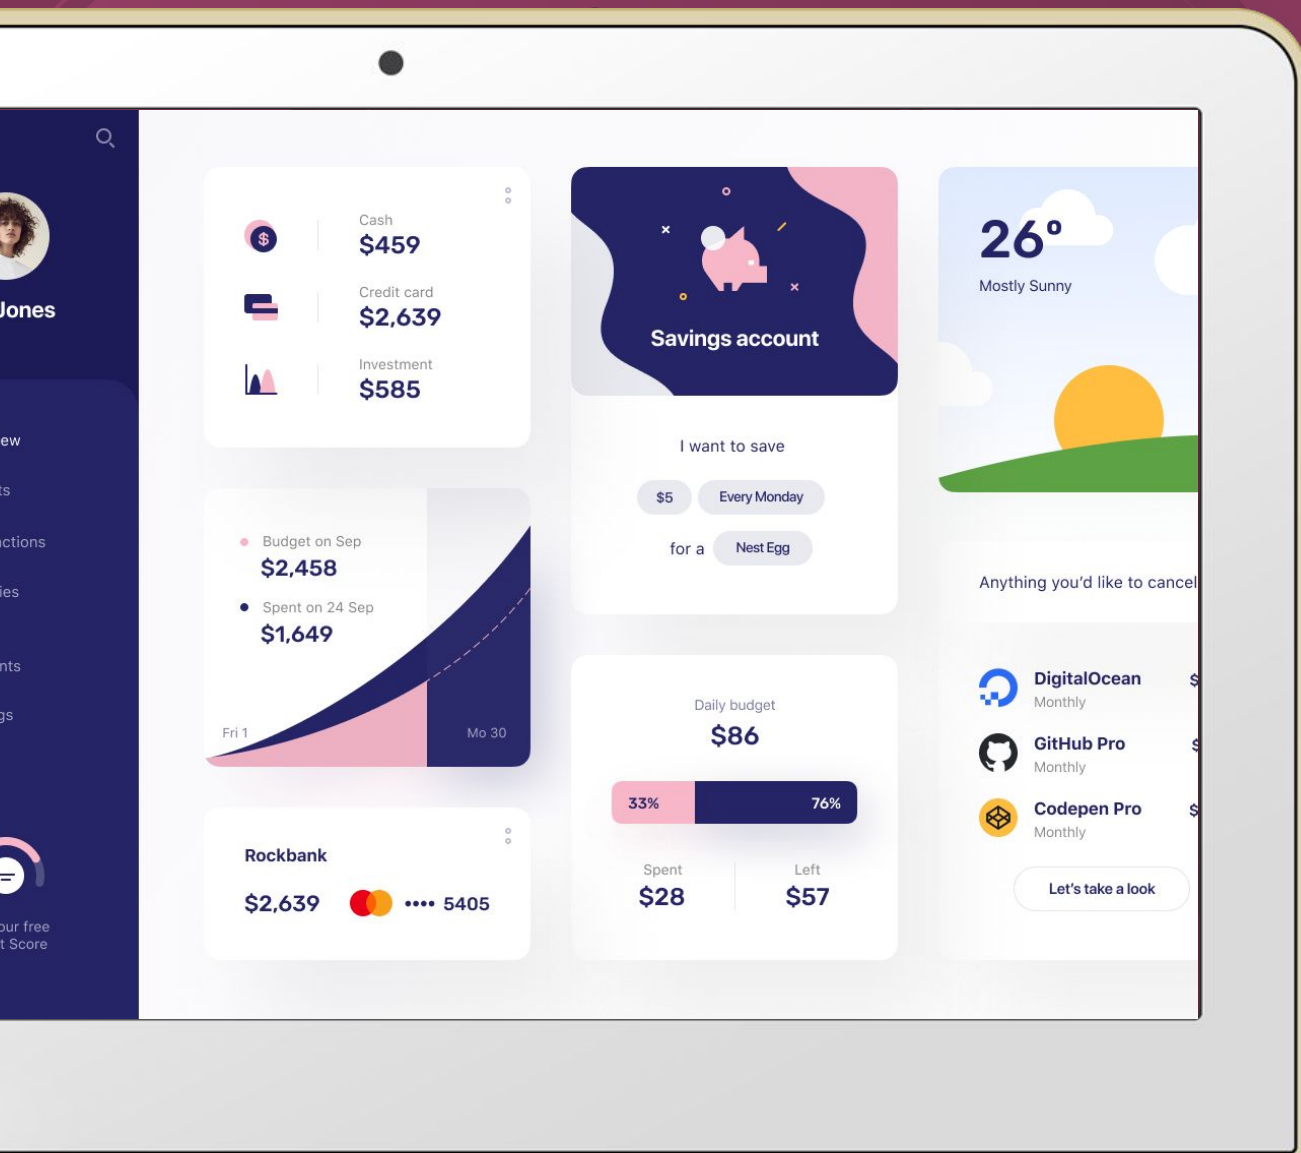 Jones
ew
ts
actions
ies
nts
gs
our free
t Score
Cash
$459
Credit card
$2,639
Investment
$585
Budget on Sep
$2,458
Spent on 24 Sep
$1,649
Fri 1
Mo 30
Rockbank
$2,639 •••• 5405
Savings account
I want to save
$5 Every Monday
for a Nest Egg
Daily budget
$86
33% 76%
Spent
$28
Left
$57
26°
Mostly Sunny
Anything you’d like to cancel
DigitalOcean $
Monthly
GitHub Pro $
Monthly
Codepen Pro $
Monthly
Let’s take a look